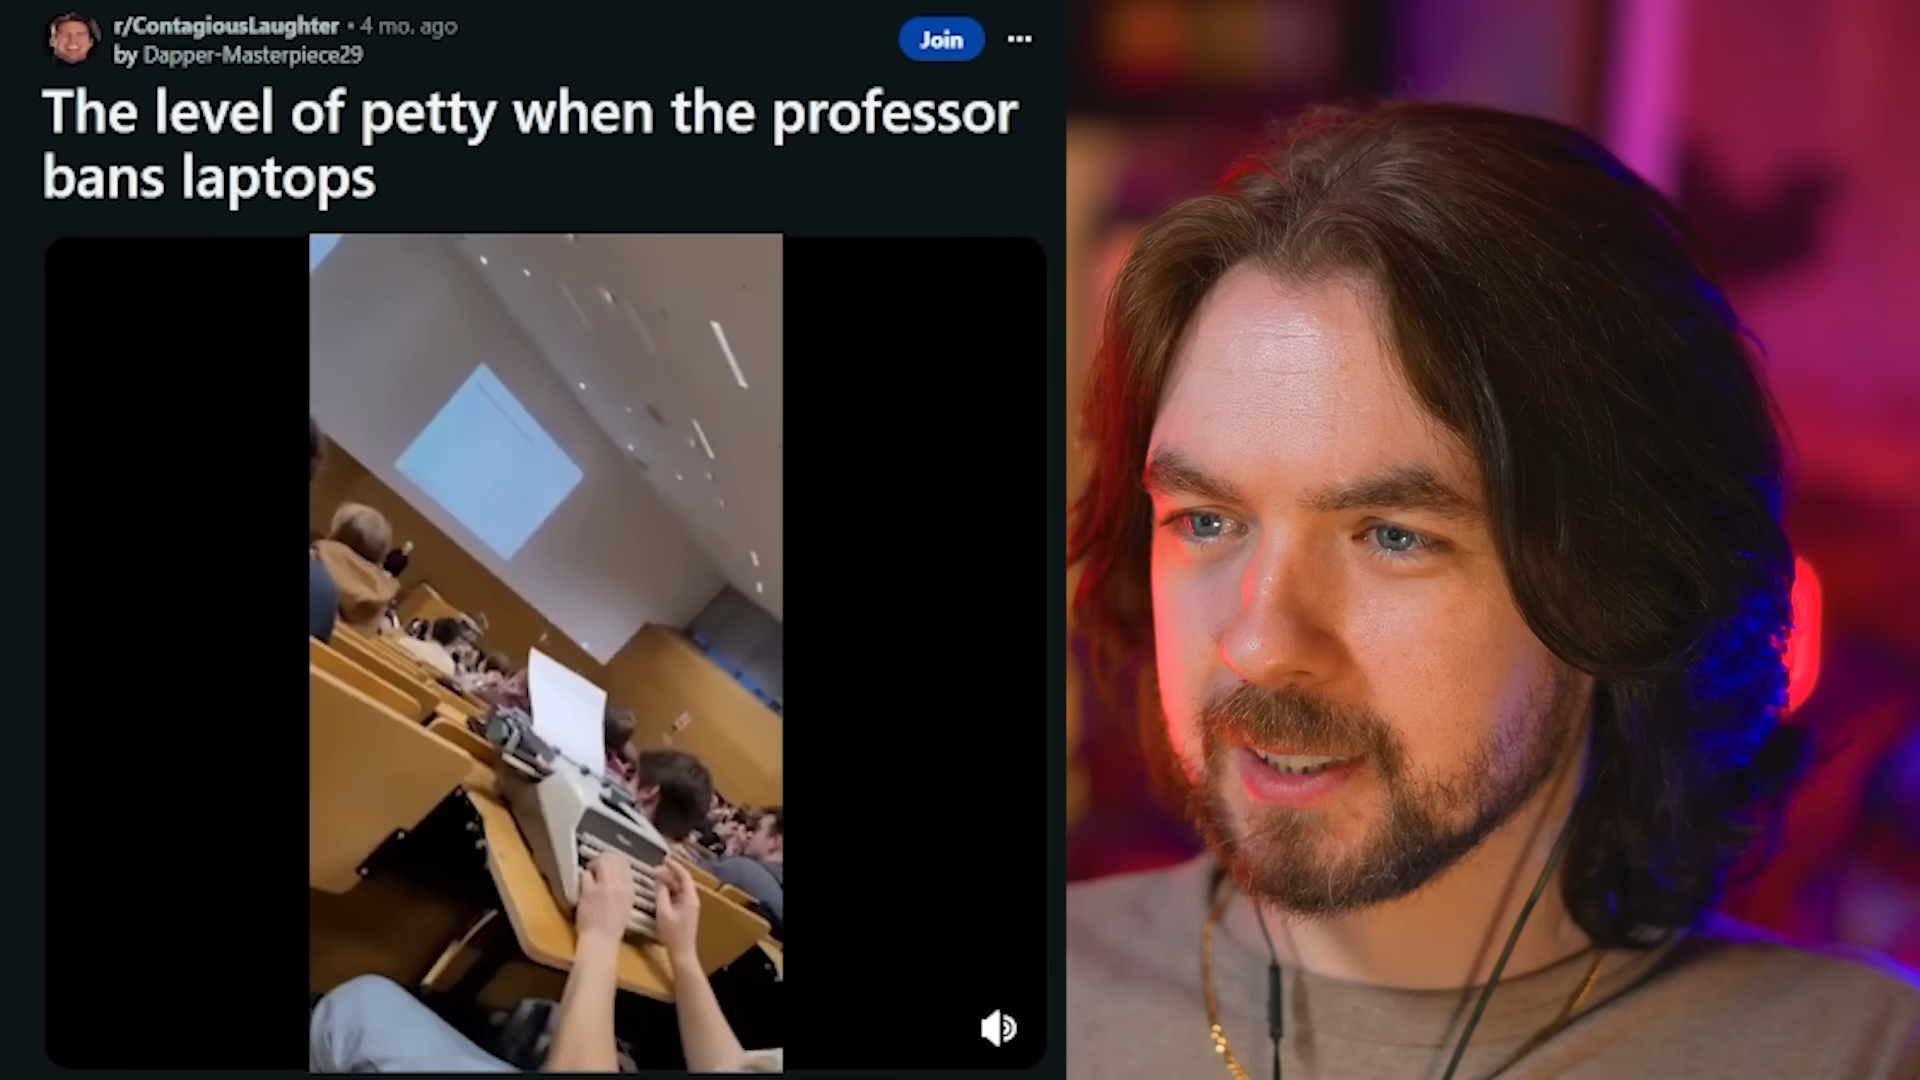 r/ContagiousLaughter • 4 mo. ago
by Dapper-Masterpiece29
Join
The level of petty when the professor
bans laptops